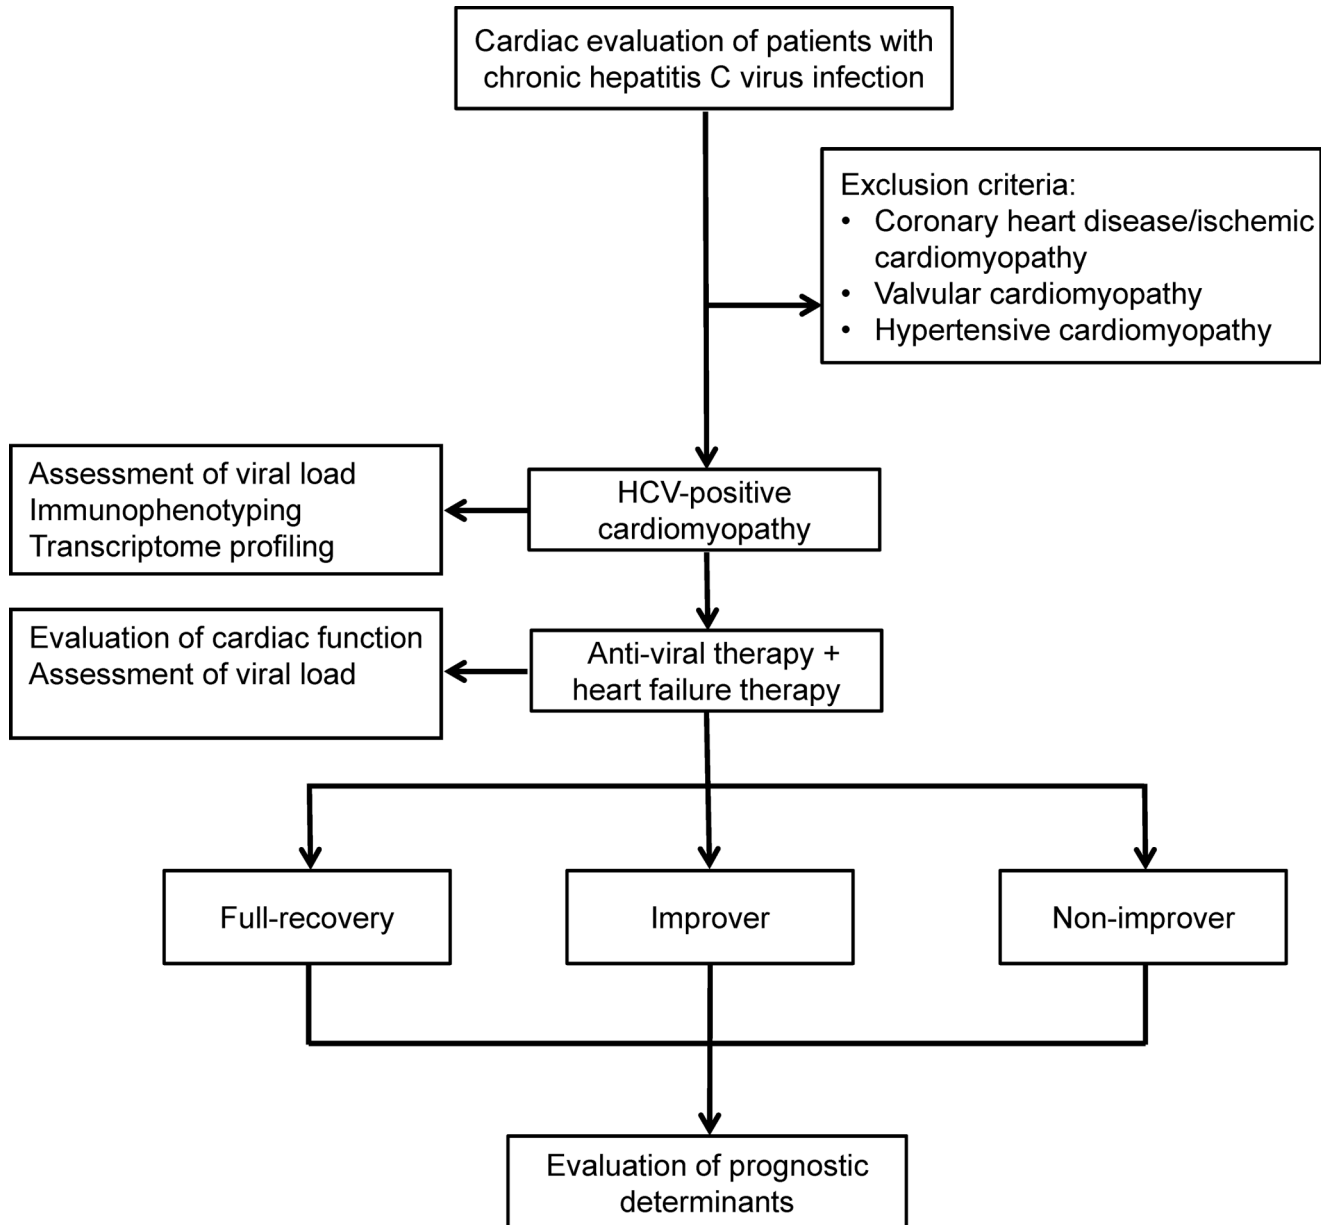 Cardiac evaluation of patients with
chronic hepatitis C virus infection
Exclusion criteria:
• Coronary heart disease/ischemic
cardiomyopathy
• Valvular cardiomyopathy
• Hypertensive cardiomyopathy
Assessment of viral load
Immunophenotyping
Transcriptome profiling
HCV-positive
cardiomyopathy
Evaluation of cardiac function
Assessment of viral load
Anti-viral therapy +
heart failure therapy
Full-recovery
Improver
Non-improver
Evaluation of prognostic
determinants